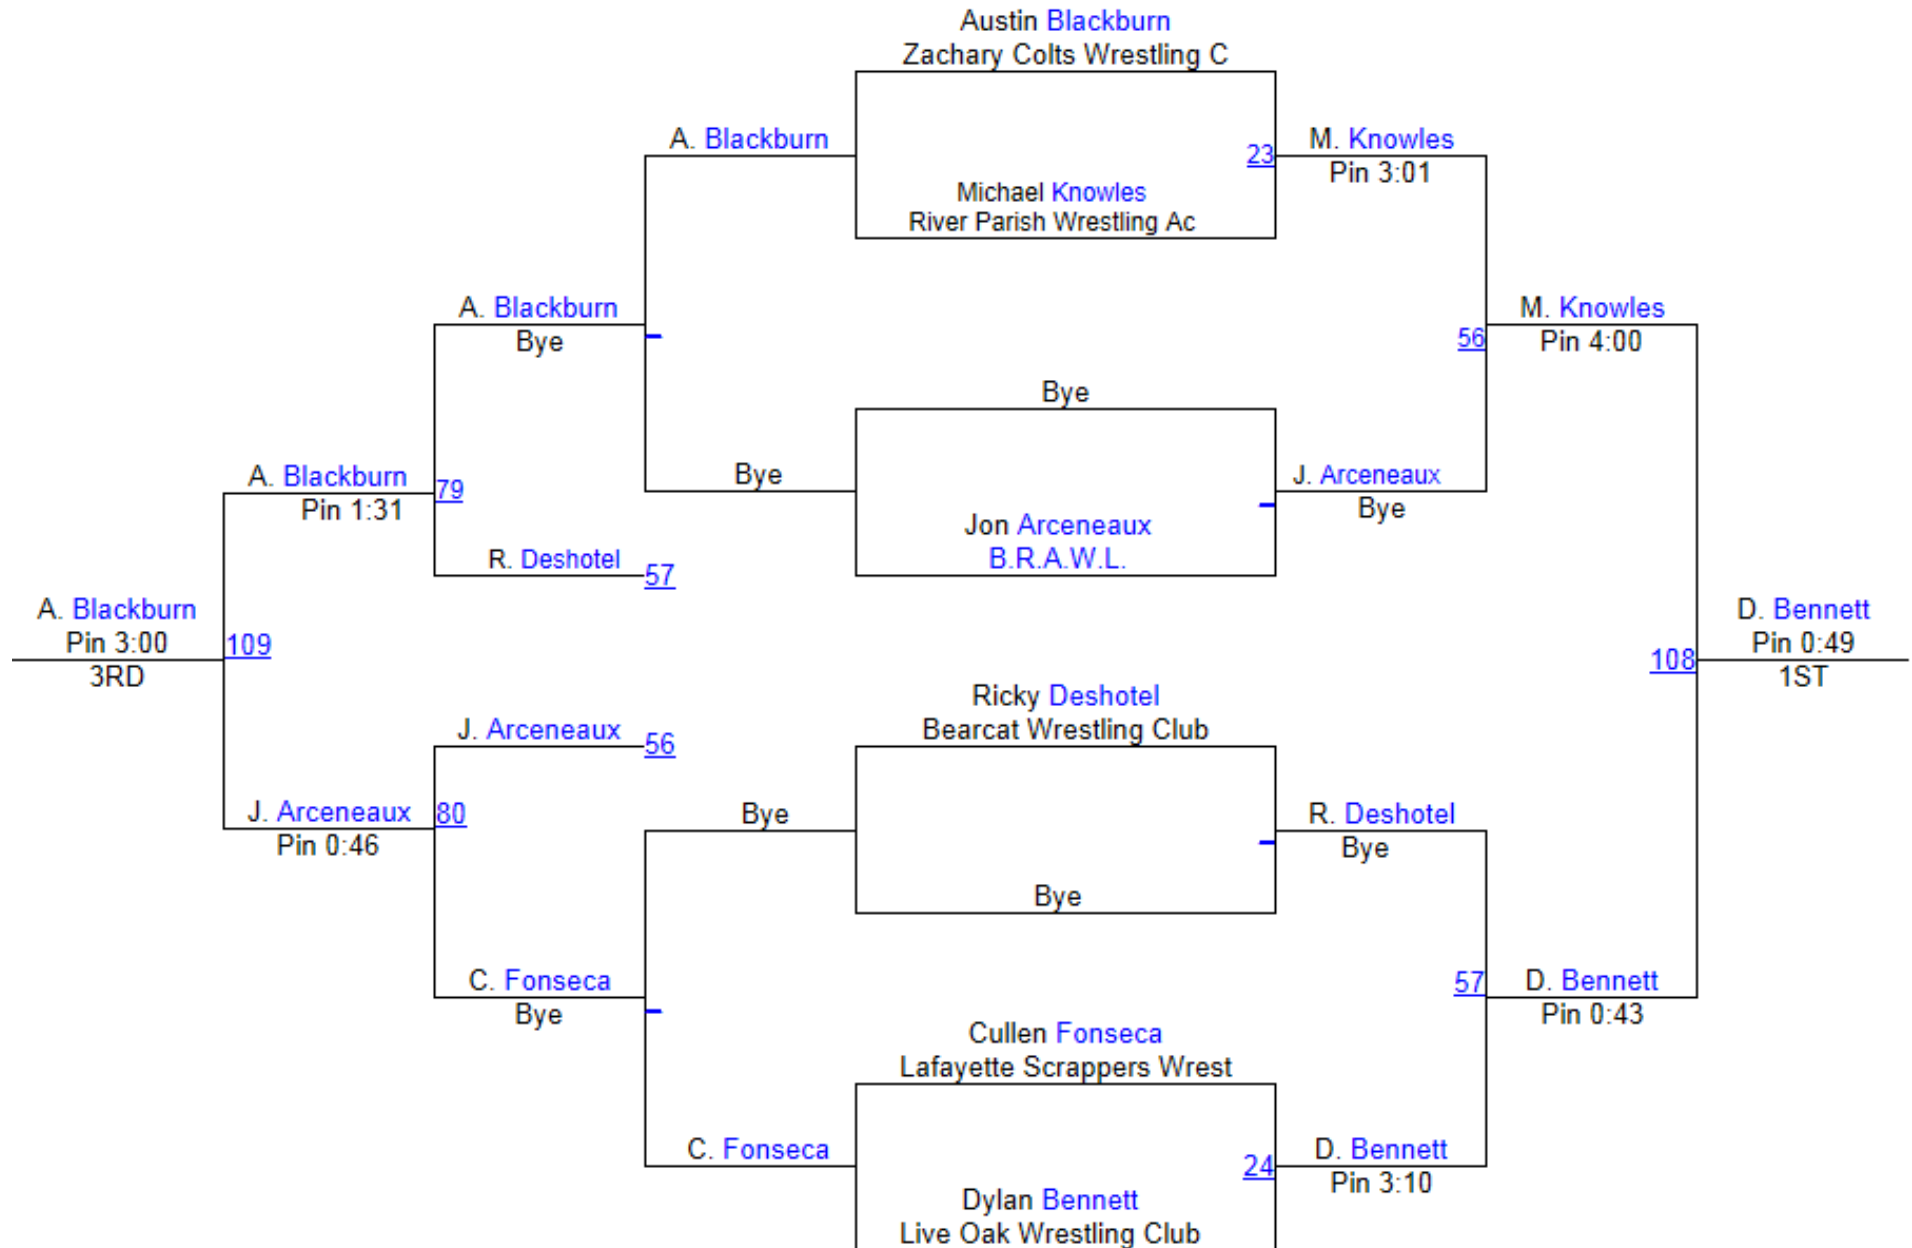 Austin Blackburn
Zachary Colts Wrestling C
A. Blackburn
23
M. Knowles
Pin 3:01
Michael Knowles
River Parish Wrestling Ac
A. Blackburn
Bye
-
M. Knowles
Pin 4:00
56
Bye
A. Blackburn
Pin 1:31
79
Bye
J. Arceneaux
Bye
-
Jon Arceneaux
B.R.A.W.L.
R. Deshotel
57
A. Blackburn
Pin 3:00
3RD
109
108
D. Bennett
Pin 0:49
1ST
Ricky Deshotel
Bearcat Wrestling Club
J. Arceneaux
56
J. Arceneaux
Pin 0:46
80
Bye
R. Deshotel
Bye
-
Bye
C. Fonseca
Bye
-
57
D. Bennett
Pin 0:43
Cullen Fonseca
Lafayette Scrappers Wrest
C. Fonseca
24
D. Bennett
Pin 3:10
Dylan Bennett
Live Oak Wrestling Club